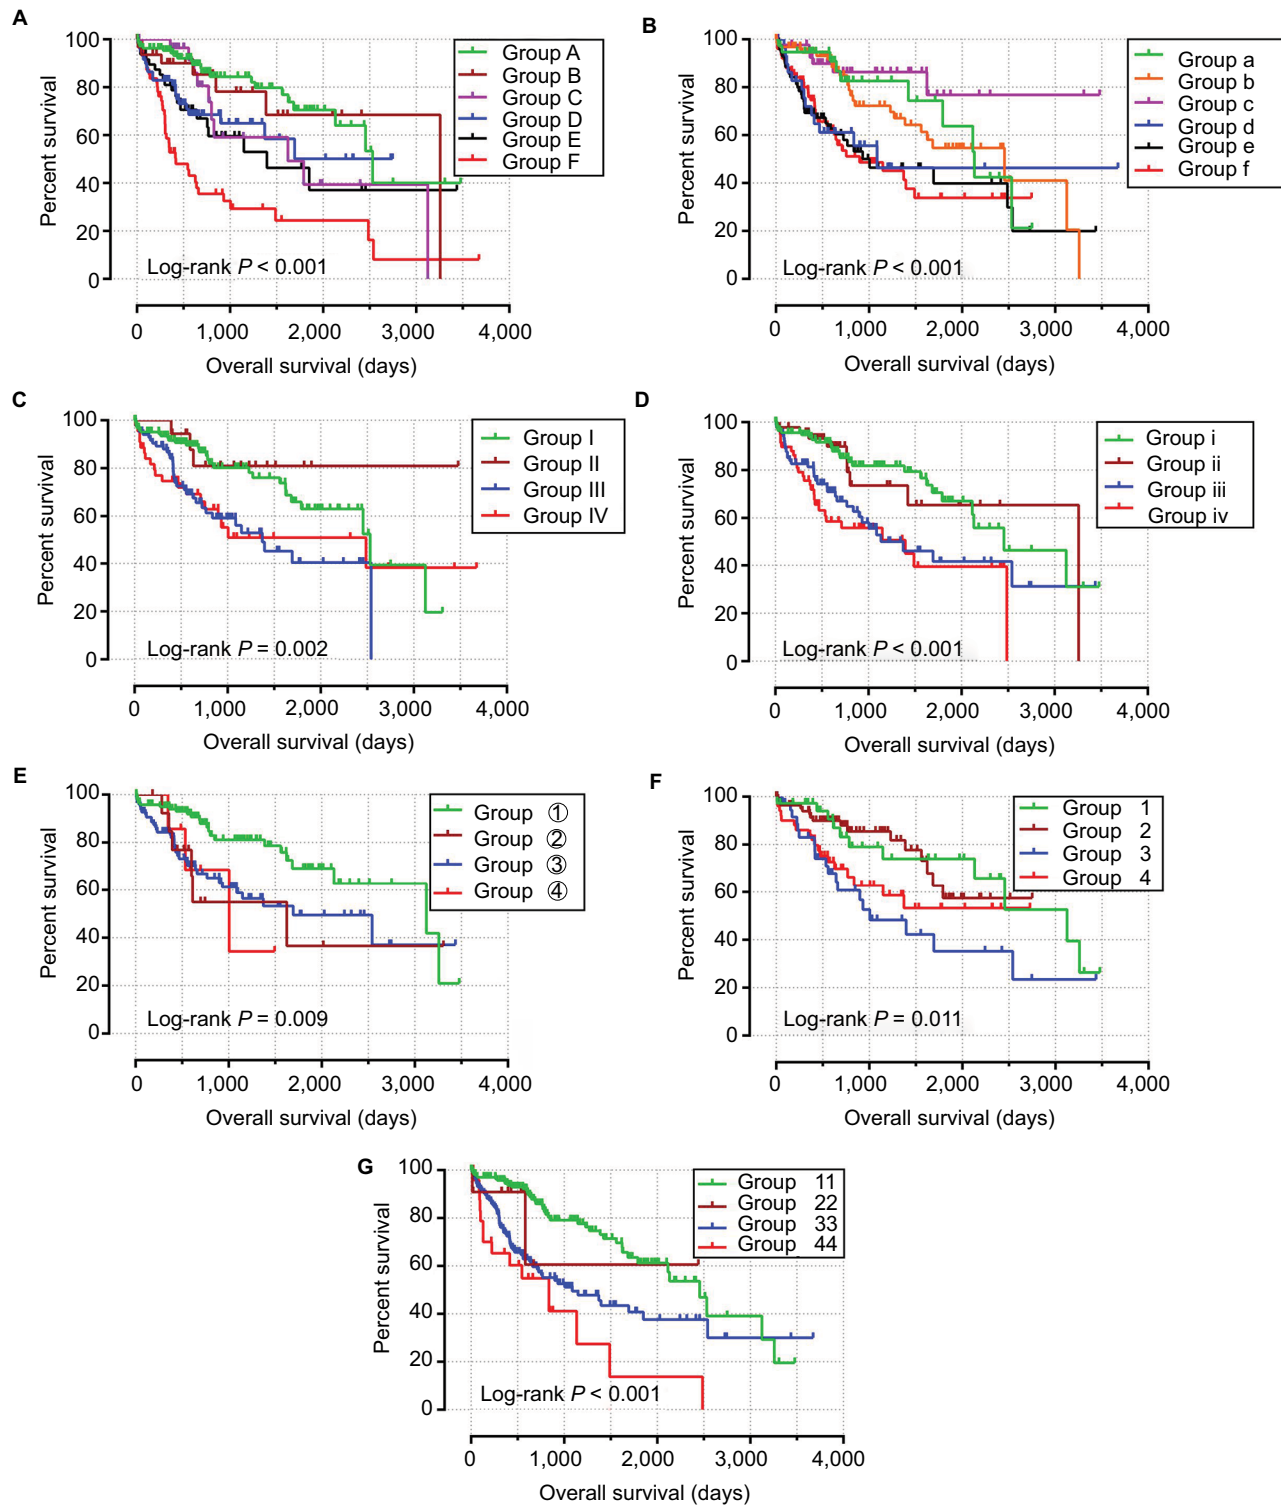 A
Percent survival
100
80
60
40
20
0
Group A
Group B
Group C
Group D
Group E
Group F
Log-rank P < 0.001
0 1,000 2,000 3,000 4,000
Overall survival (days)
B
Percent survival
100
80
60
40
20
0
Group a
Group b
Group c
Group d
Group e
Group f
Log-rank P < 0.001
0 1,000 2,000 3,000 4,000
Overall survival (days)
C
Percent survival
100
80
60
40
20
0
Group I
Group II
Group III
Group IV
Log-rank P = 0.002
0 1,000 2,000 3,000 4,000
Overall survival (days)
D
Percent survival
100
80
60
40
20
0
Group i
Group ii
Group iii
Group iv
Log-rank P < 0.001
0 1,000 2,000 3,000 4,000
Overall survival (days)
E
Percent survival
100
80
60
40
20
0
Group ①
Group ②
Group ③
Group ④
Log-rank P = 0.009
0 1,000 2,000 3,000 4,000
Overall survival (days)
F
Percent survival
100
80
60
40
20
0
Group 1
Group 2
Group 3
Group 4
Log-rank P = 0.011
0 1,000 2,000 3,000 4,000
Overall survival (days)
G
Percent survival
100
80
60
40
20
0
Group 11
Group 22
Group 33
Group 44
Log-rank P < 0.001
0 1,000 2,000 3,000 4,000
Overall survival (days)